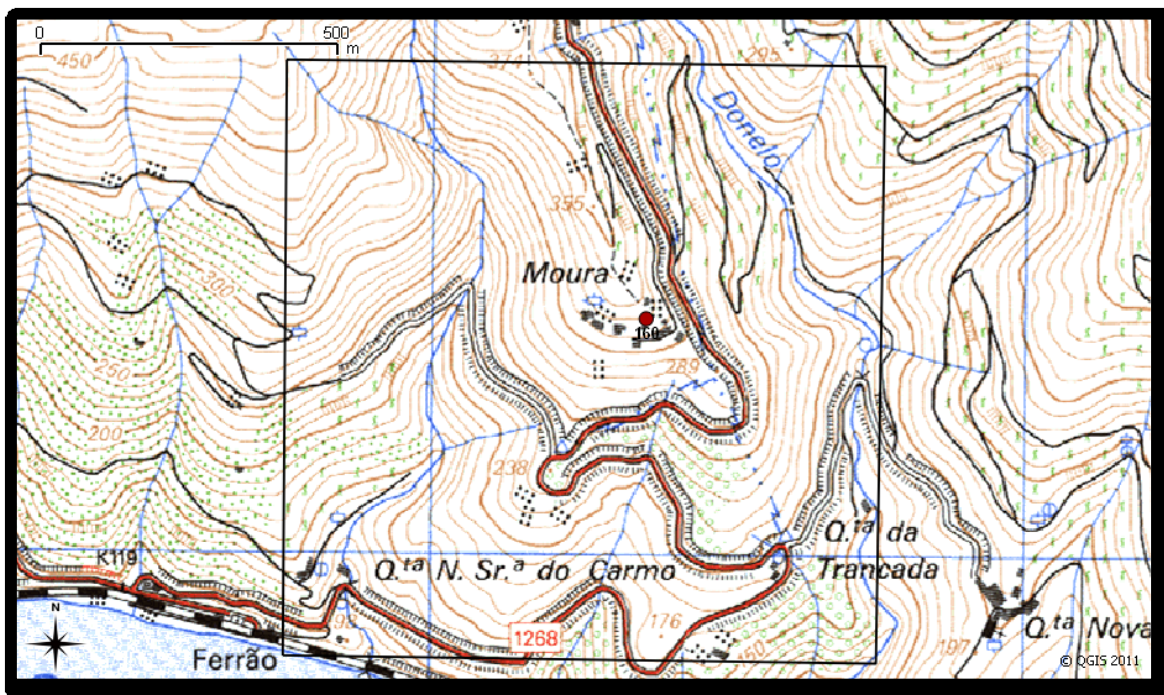 0 500
m
450
371
295
Donelo
355
300
Moura
160
289
250
200
238
K119
Q.ta N. Sr.a do Carmo
Q.ta da
Trancada
1268
176
197
Q.ta Nova
N
Ferrão
© QGIS 2011